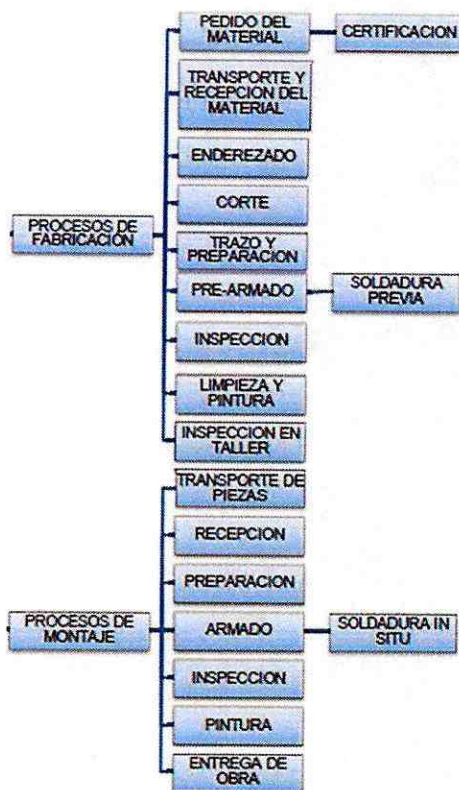 PEDIDO DEL
MATERIAL
CERTIFICACION
TRANSPORTE Y
RECEPCION DEL
MATERIAL
ENDEREZADO
CORTE
PROCESOS DE
FABRICACIÓN
TRAZO Y
PREPARACION
PRE-ARMADO
SOLDADURA
PREVIA
INSPECCION
LIMPIEZA Y
PINTURA
INSPECCION EN
TALLER
TRANSPORTE DE
PIEZAS
RECEPCION
PREPARACION
PROCESOS DE
MONTAJE
ARMADO
SOLDADURA IN
SITU
INSPECCION
PINTURA
ENTREGA DE
OBRA